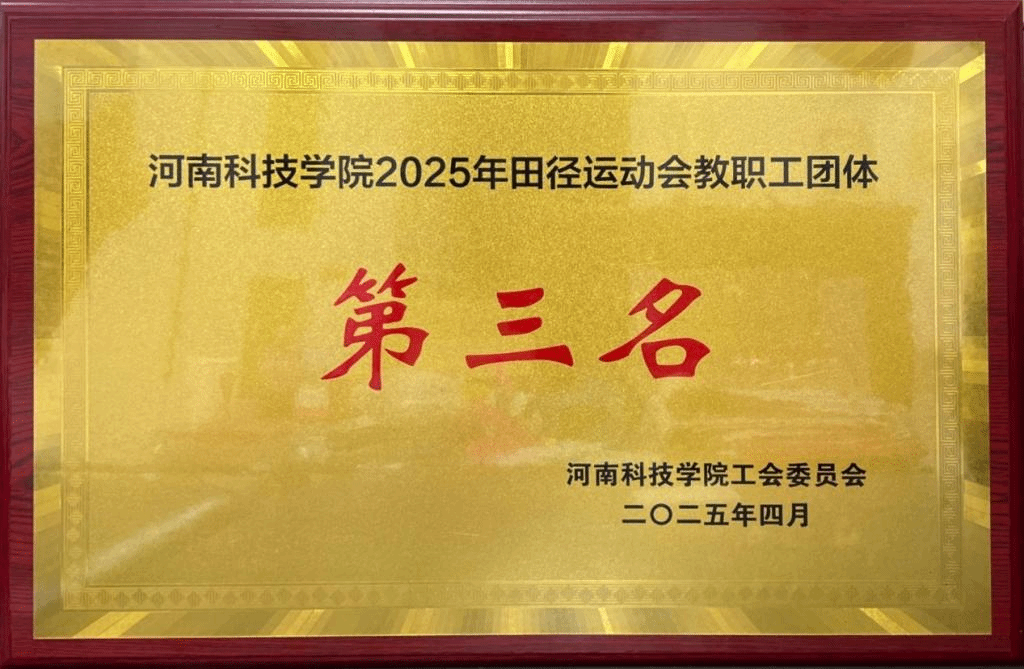 河南科技学院2025年田径运动会教职工团体
第三名
河南科技学院工会委员会
二〇二五年四月